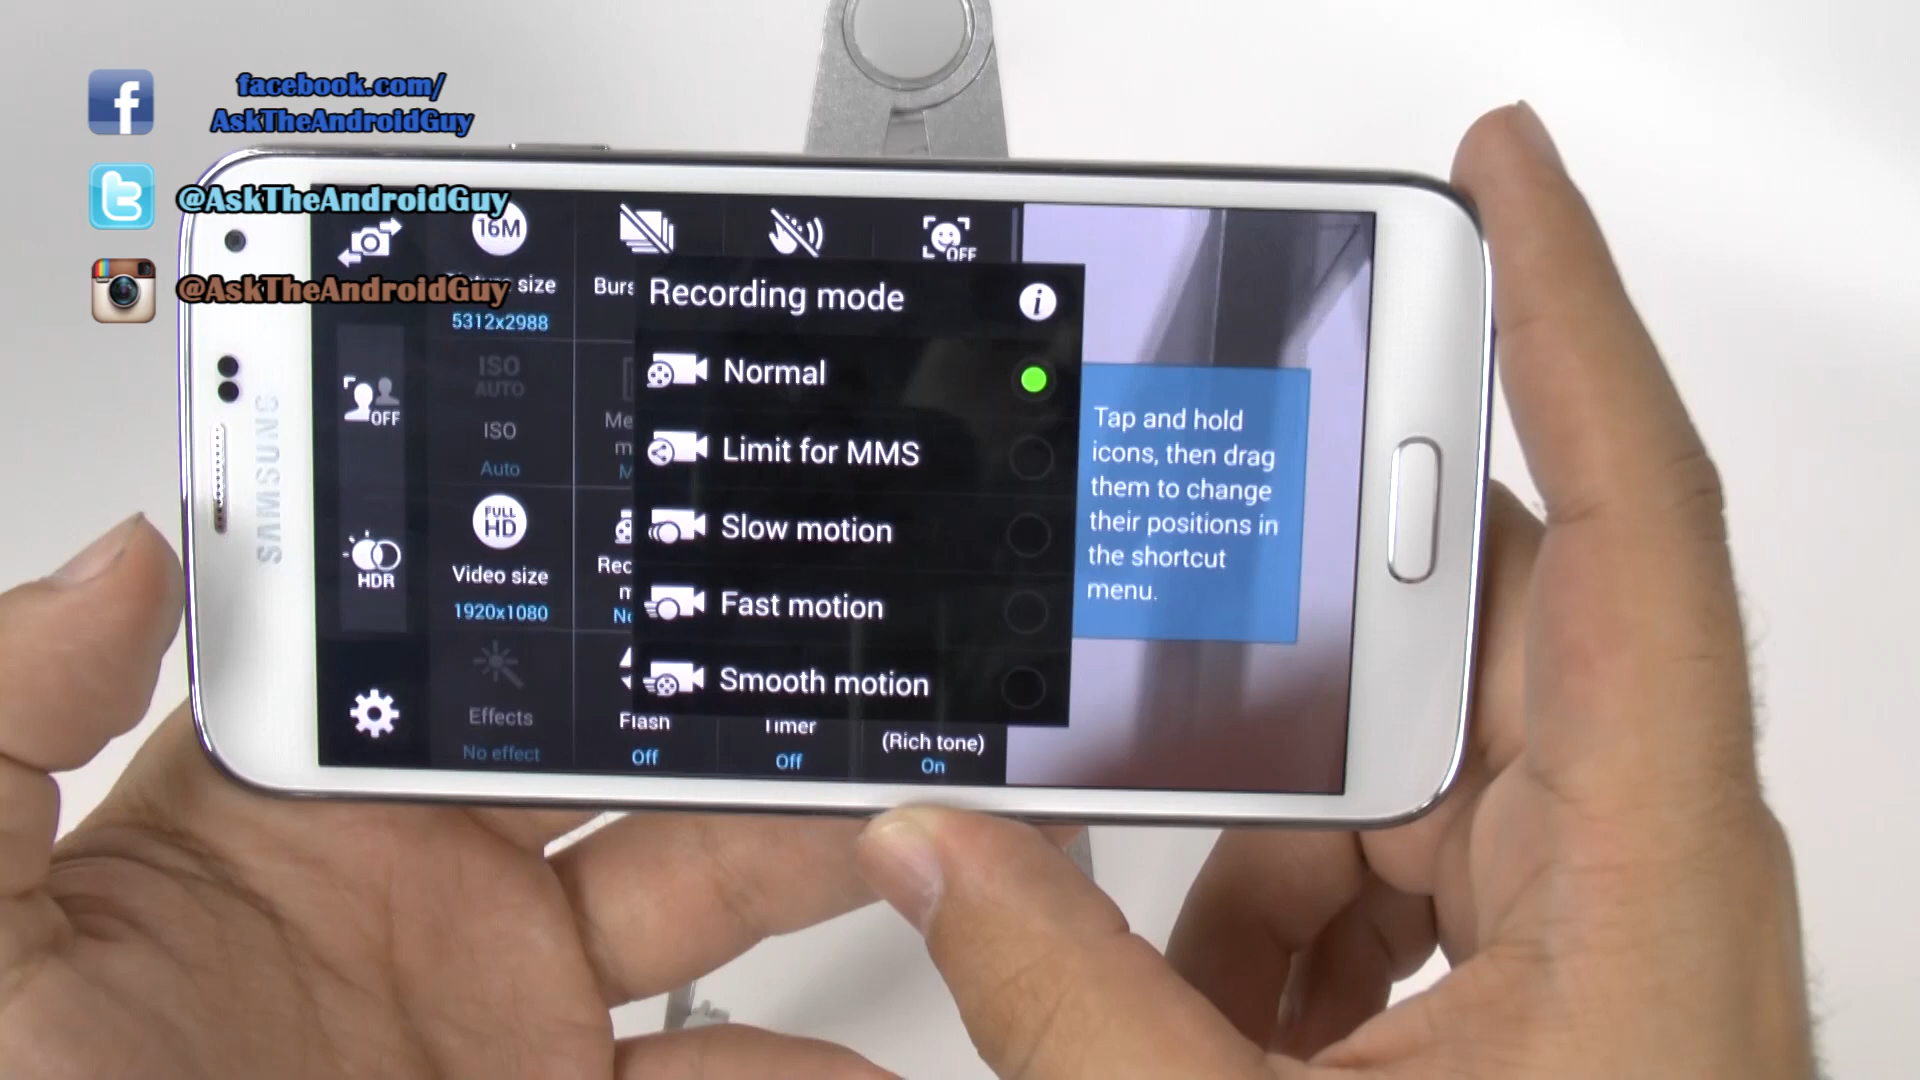 facebook.com/
AskTheAndroidGuy
@AskTheAndroidGuy
@AskTheAndroidGuy
SAMSUNG
16M
size
5312x2988
OFF
Recording mode
Normal
Limit for MMS
Slow motion
Fast motion
Smooth motion
OFF
ISO
AUTO
ISO
Auto
HDR
FULL
HD
Video size
1920x1080
Effects
No effect
Flash
Off
Timer
Off
(Rich tone)
On
Tap and hold
icons, then drag
them to change
their positions in
the shortcut
menu.